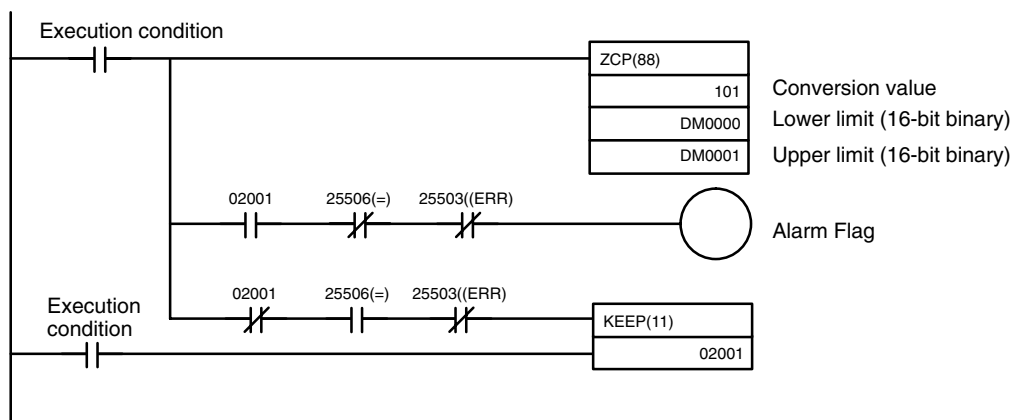 Execution condition
ZCP(88)
101 Conversion value
DM0000 Lower limit (16-bit binary)
DM0001 Upper limit (16-bit binary)
02001 25506(=) 25503((ERR)
Alarm Flag
02001 25506(=) 25503((ERR)
Execution
condition
KEEP(11)
02001